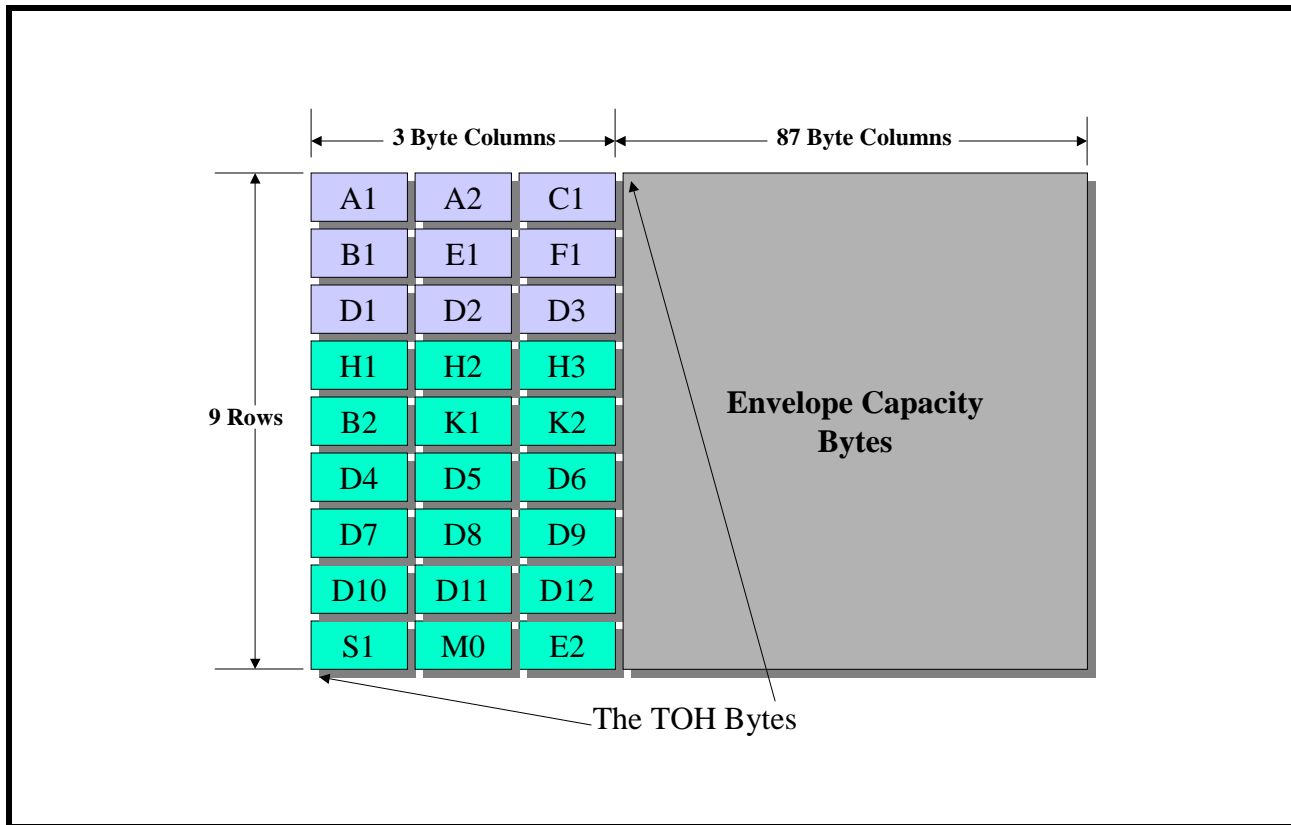 3 Byte Columns 87 Byte Columns
A1 A2 C1
B1 E1 F1
D1 D2 D3
H1 H2 H3
9 Rows
B2 K1 K2
Envelope Capacity
Bytes
D4 D5 D6
D7 D8 D9
D10 D11 D12
S1 M0 E2
The TOH Bytes